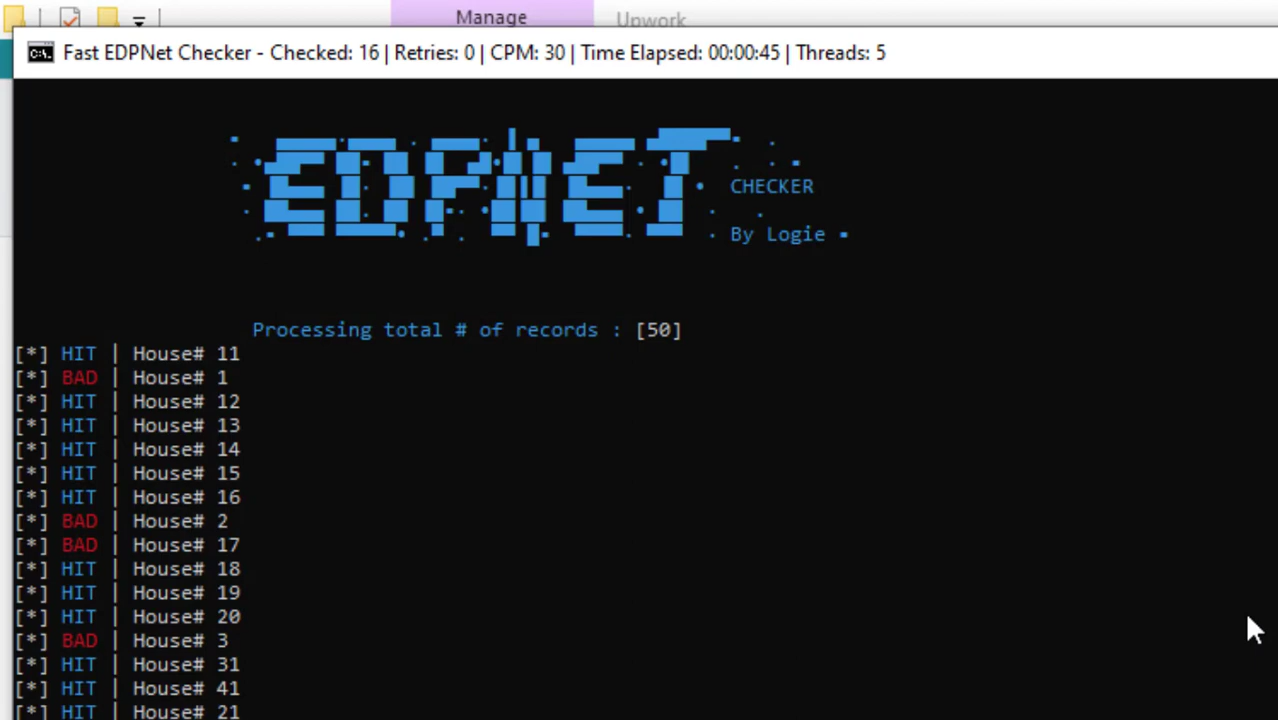 Manage
Upwork
Fast EDPNet Checker - Checked: 16 | Retries: 0 | CPM: 30 | Time Elapsed: 00:00:45 | Threads: 5
EDPNET
CHECKER
By Logie
Processing total # of records : [50]
[*] HIT | House# 11
[*] BAD | House# 1
[*] HIT | House# 12
[*] HIT | House# 13
[*] HIT | House# 14
[*] HIT | House# 15
[*] HIT | House# 16
[*] BAD | House# 2
[*] BAD | House# 17
[*] HIT | House# 18
[*] HIT | House# 19
[*] HIT | House# 20
[*] BAD | House# 3
[*] HIT | House# 31
[*] HIT | House# 41
[*] HIT | House# 21